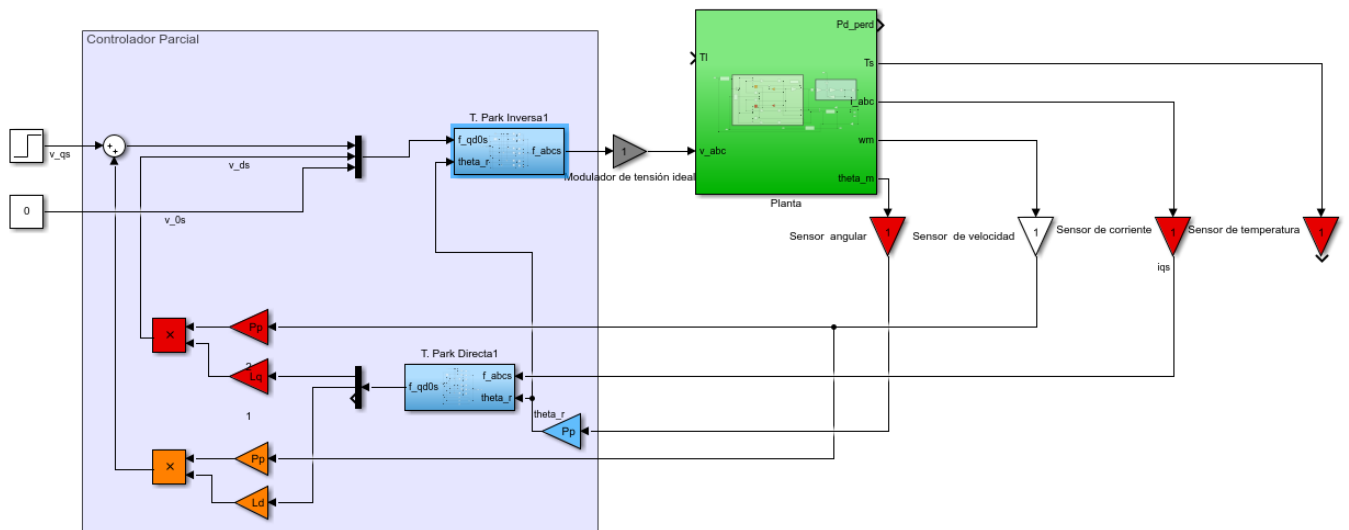 Controlador Parcial
Pd_perd
Tl
Ts
i_abc
wm
theta_m
v_abc
Planta
T. Park Inversa1
f_qd0s
theta_r
f_abcs
1
Modulador de tensión ideal
v_qs
v_ds
0
v_0s
1
Sensor angular
1
Sensor de velocidad
1
Sensor de corriente
1
Sensor de temperatura
iqs
×
Pp
2
Lq
T. Park Directa1
f_qd0s
f_abcs
theta_r
theta_r
Pp
1
×
Pp
Ld